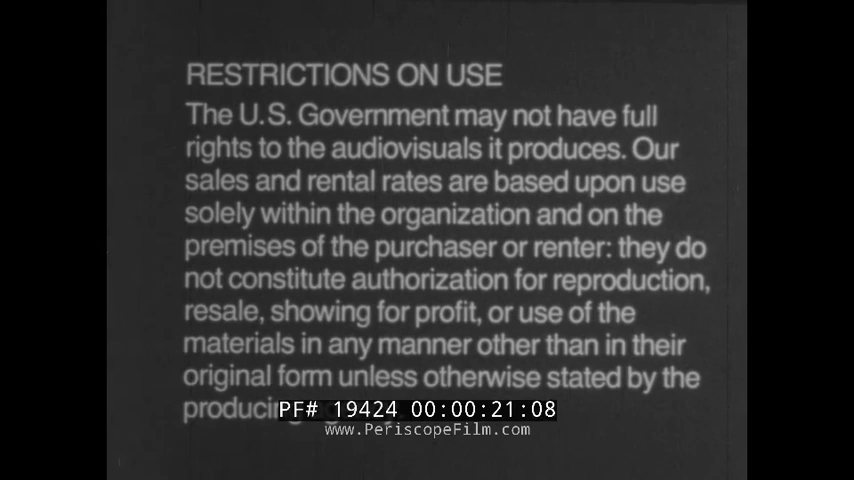 RESTRICTIONS ON USE
The U.S. Government may not have full
rights to the audiovisuals it produces. Our
sales and rental rates are based upon use
solely within the organization and on the
premises of the purchaser or renter: they do
not constitute authorization for reproduction,
resale, showing for profit, or use of the
materials in any manner other than in their
original form unless otherwise stated by the
PF# 19424 00:00:21:08
www.PeriscopeFilm.com